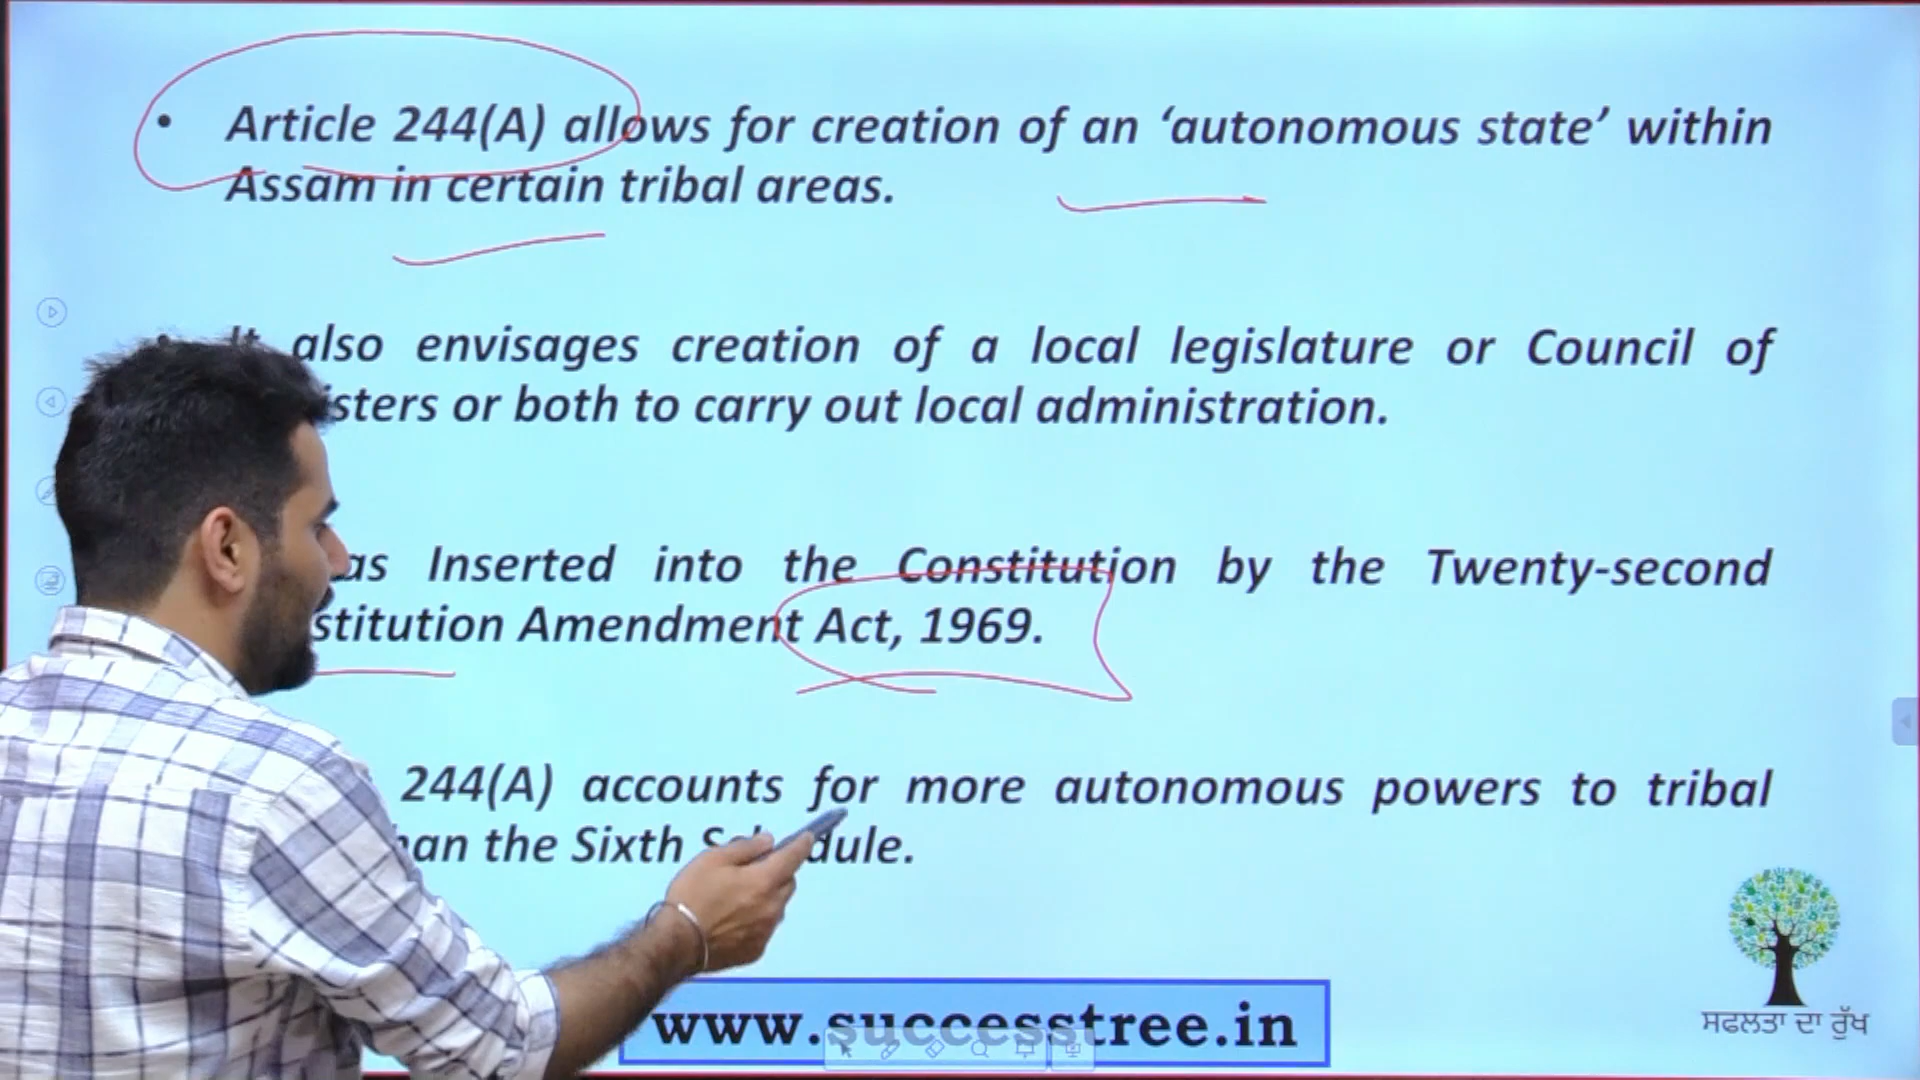 • Article 244(A) allows for creation of an ‘autonomous state’ within
Assam in certain tribal areas.
It also envisages creation of a local legislature or Council of
isters or both to carry out local administration.
as Inserted into the Constitution by the Twenty-second
stitution Amendment Act, 1969.
244(A) accounts for more autonomous powers to tribal
han the Sixth Schedule.
www.successtree.in
ਸਫਲਤਾ ਦਾ ਰੁੱਖ